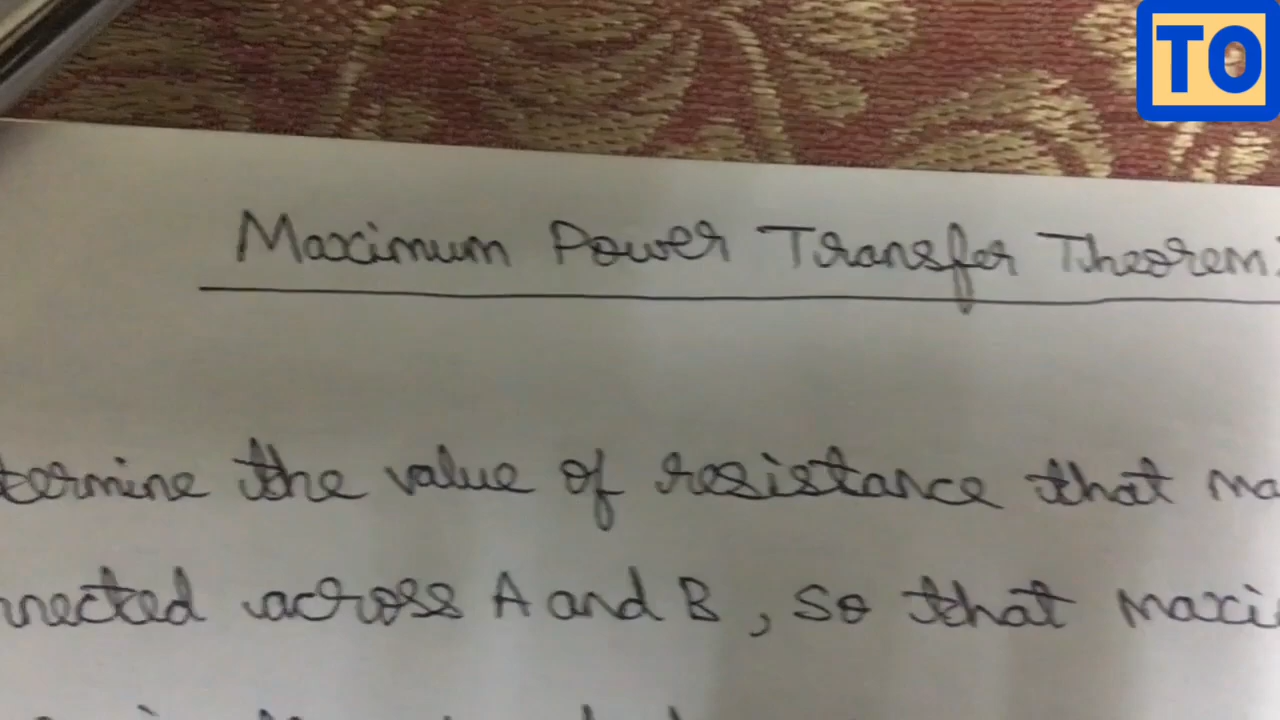 TO
Maximum Power Transfer Theorem:
termine the value of resistance that ma
nected across A and B, so that maxi